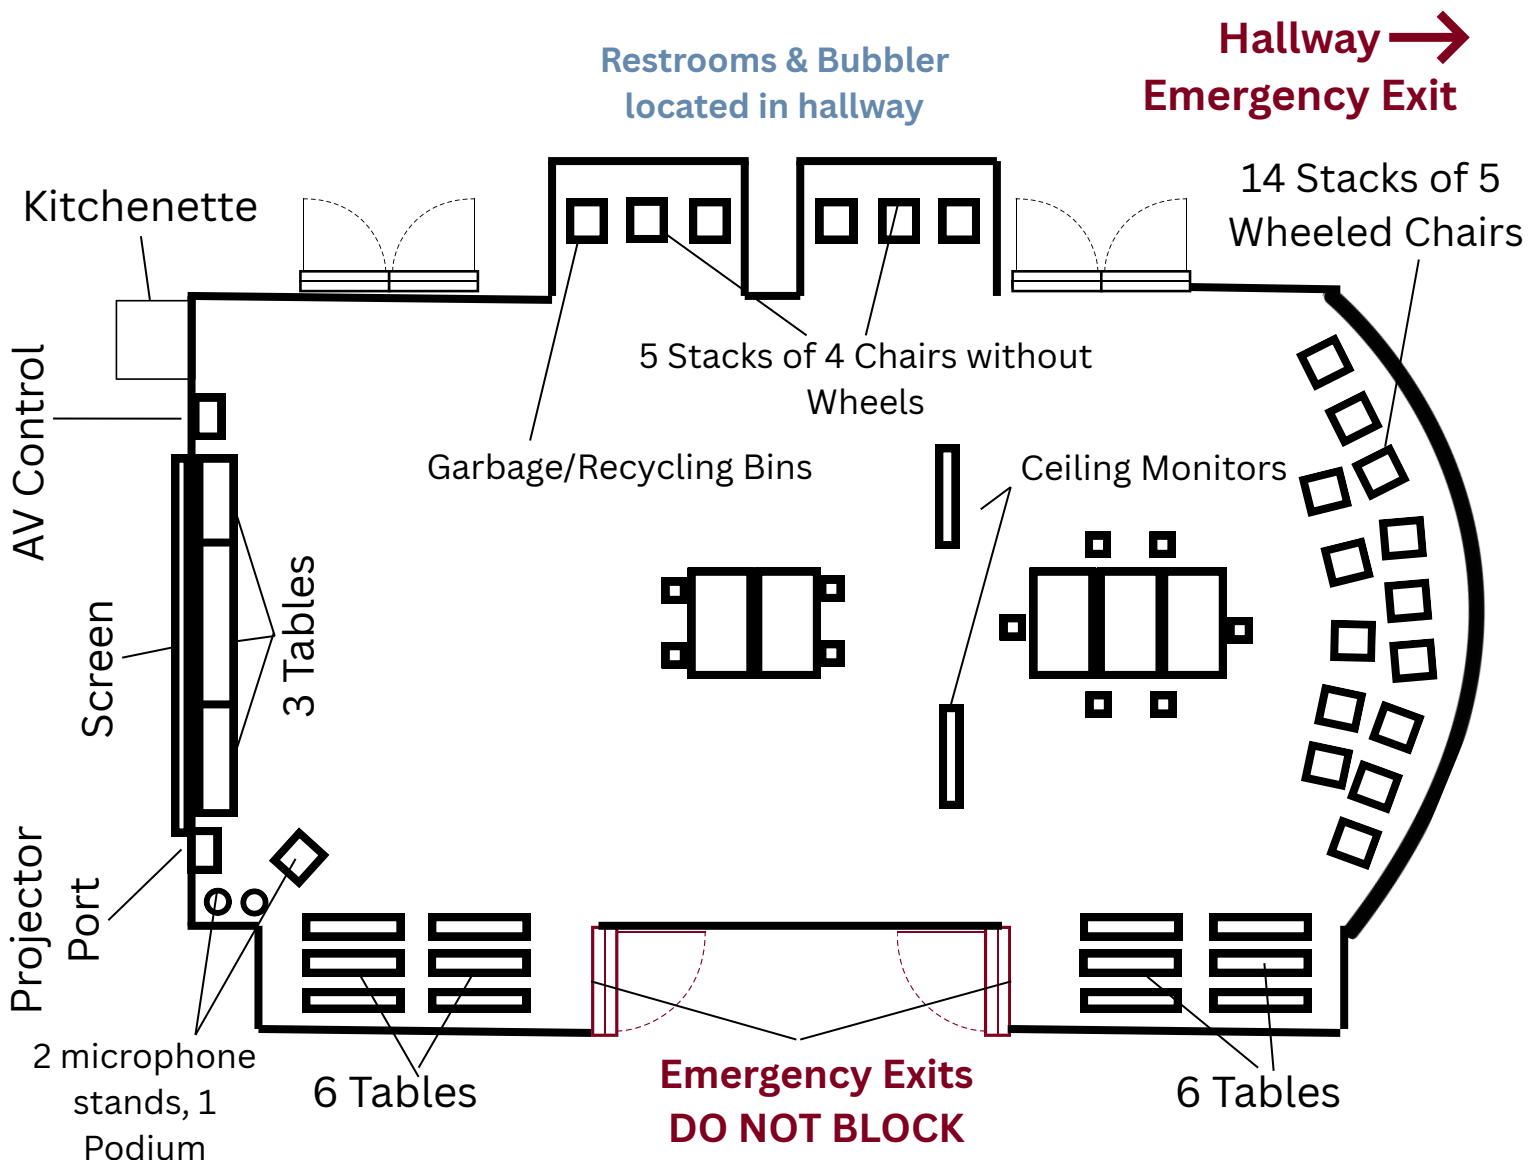 Hallway
Emergency Exit
Restrooms & Bubbler
located in hallway
14 Stacks of 5
Wheeled Chairs
Kitchenette
5 Stacks of 4 Chairs without
Wheels
AV Control
Garbage/Recycling Bins
Ceiling Monitors
Screen
3 Tables
Projector
Port
2 microphone
stands, 1
Podium
6 Tables
Emergency Exits
DO NOT BLOCK
6 Tables